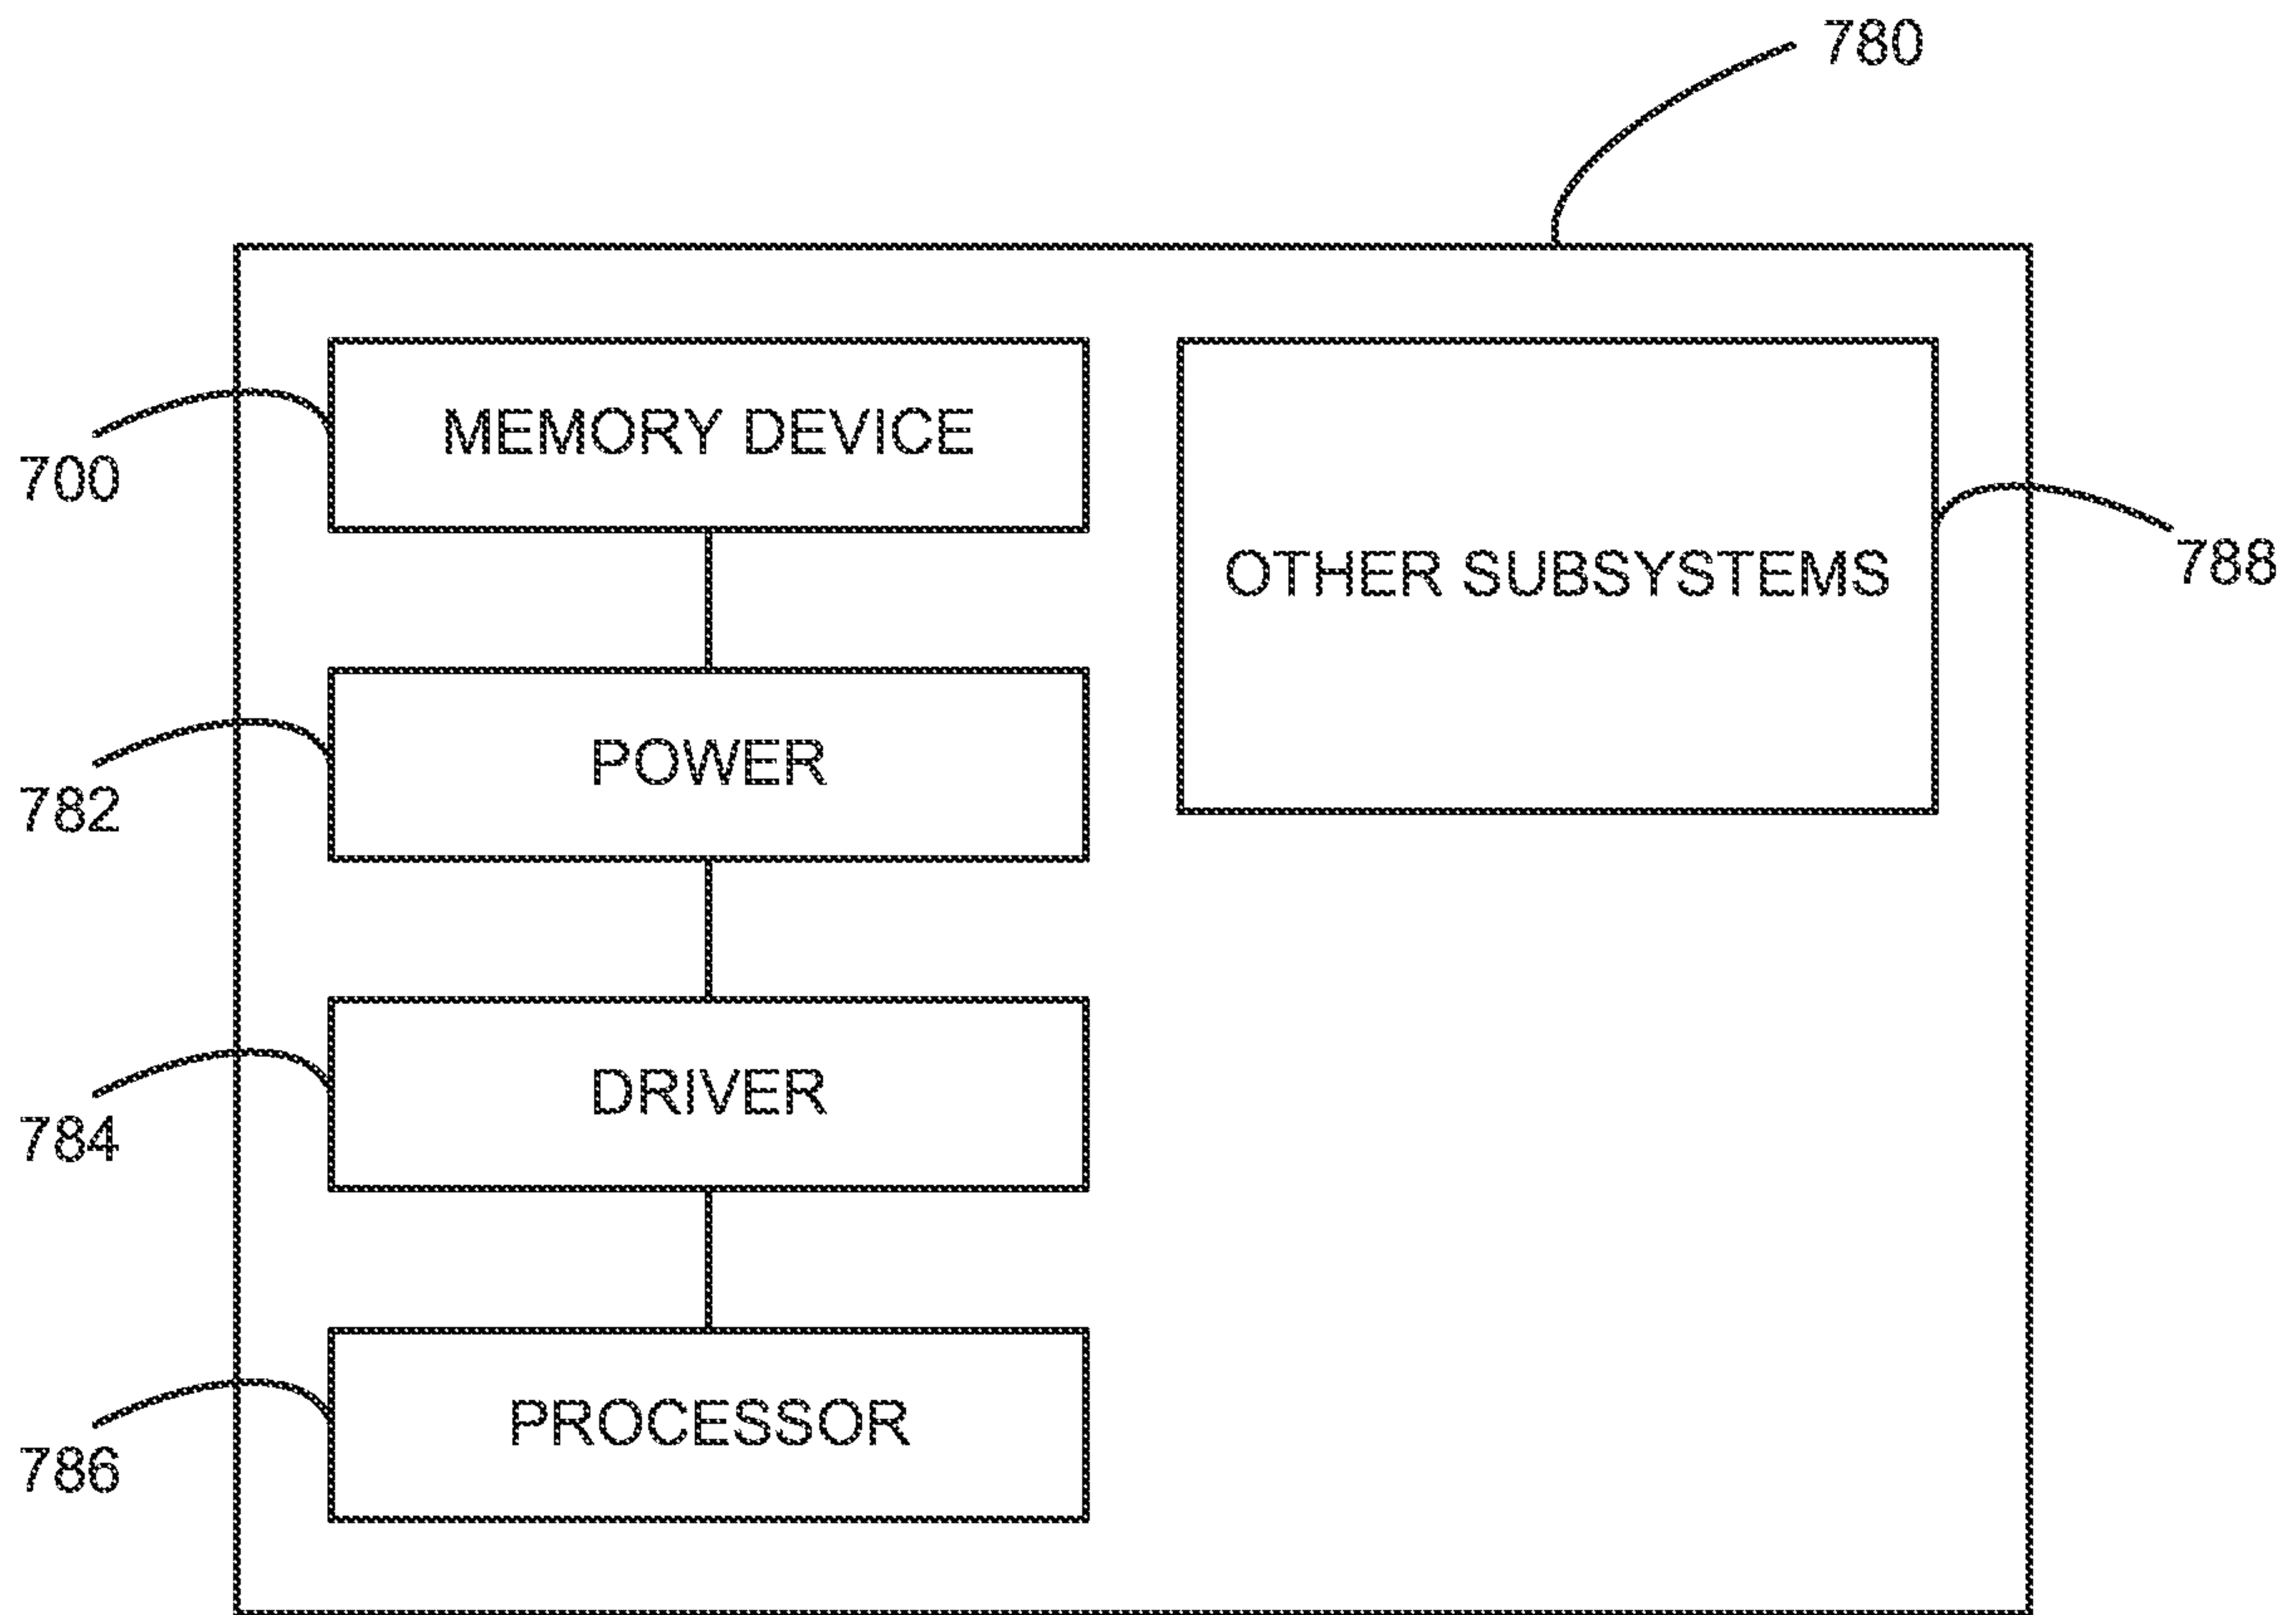 780
MEMORY DEVICE
700
OTHER SUBSYSTEMS
788
POWER
782
DRIVER
784
PROCESSOR
786